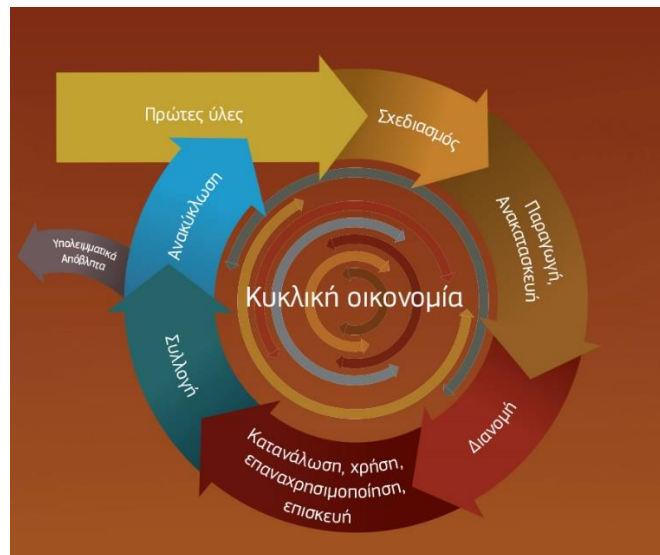 Πρώτες ύλες
Σχεδιασμός
Παραγωγή,
Ανακατασκευή
Διανομή
Κατανάλωση, χρήση,
επαναχρησιμοποίηση,
επισκευή
Συλλογή
Ανακύκλωση
Υπολειμματικά
Απόβλητα
Κυκλική οικονομία